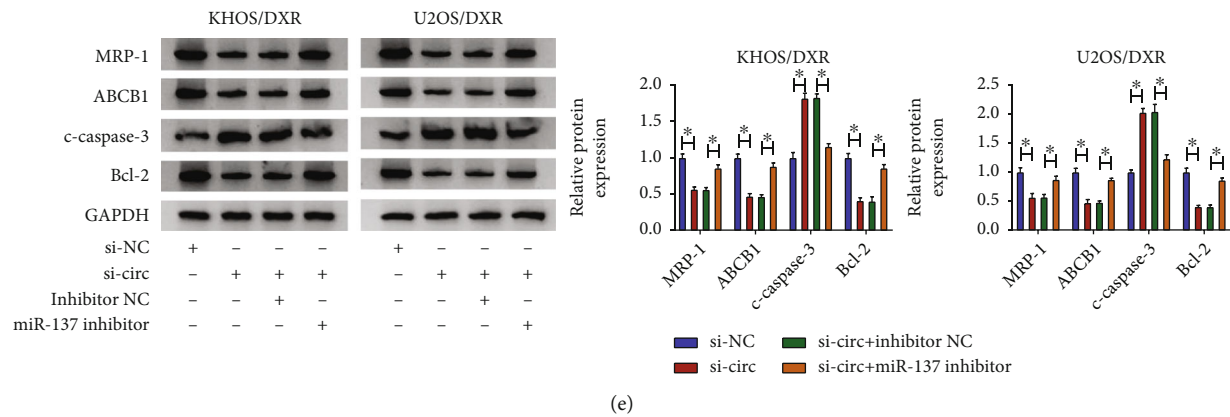 KHOS/DXR
U2OS/DXR
MRP-1
ABCB1
c-caspase-3
Bcl-2
GAPDH
si-NC + – – – + – – –
si-circ – + + + – + + +
Inhibitor NC – – + – – – + –
miR-137 inhibitor – – – + – – – +
KHOS/DXR
Relative protein
expression
2.0
1.5
1.0
0.5
0.0
* * * * * * * *
MRP-1
ABCB1
c-caspase-3
Bcl-2
U2OS/DXR
Relative protein
expression
2.5
2.0
1.5
1.0
0.5
0.0
* * * * * * * *
MRP-1
ABCB1
c-caspase-3
Bcl-2
si-NC
si-circ
si-circ+inhibitor NC
si-circ+miR-137 inhibitor
(e)